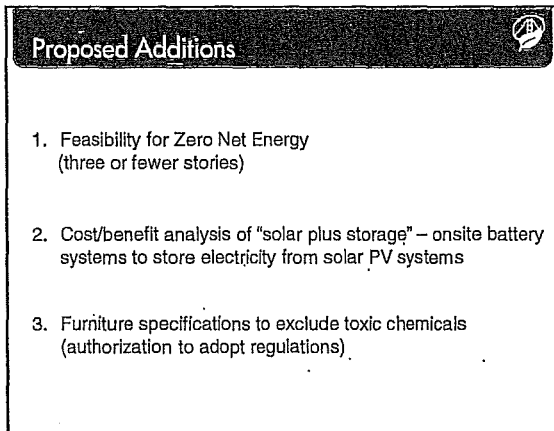 Proposed Additions
1. Feasibility for Zero Net Energy
(three or fewer stories)
2. Cost/benefit analysis of "solar plus storage" – onsite battery
systems to store electricity from solar PV systems
3. Furniture specifications to exclude toxic chemicals
(authorization to adopt regulations)